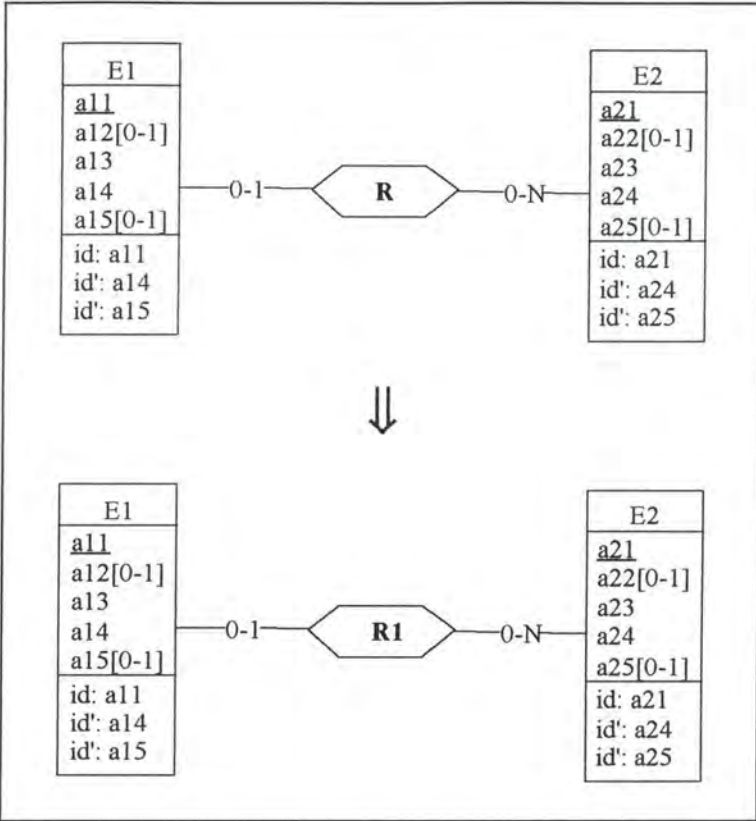 E1
a11
a12[0-1]
a13
a14
a15[0-1]
id: a11
id': a14
id': a15
0-1
R
0-N
E2
a21
a22[0-1]
a23
a24
a25[0-1]
id: a21
id': a24
id': a25
⇓
E1
a11
a12[0-1]
a13
a14
a15[0-1]
id: a11
id': a14
id': a15
0-1
R1
0-N
E2
a21
a22[0-1]
a23
a24
a25[0-1]
id: a21
id': a24
id': a25